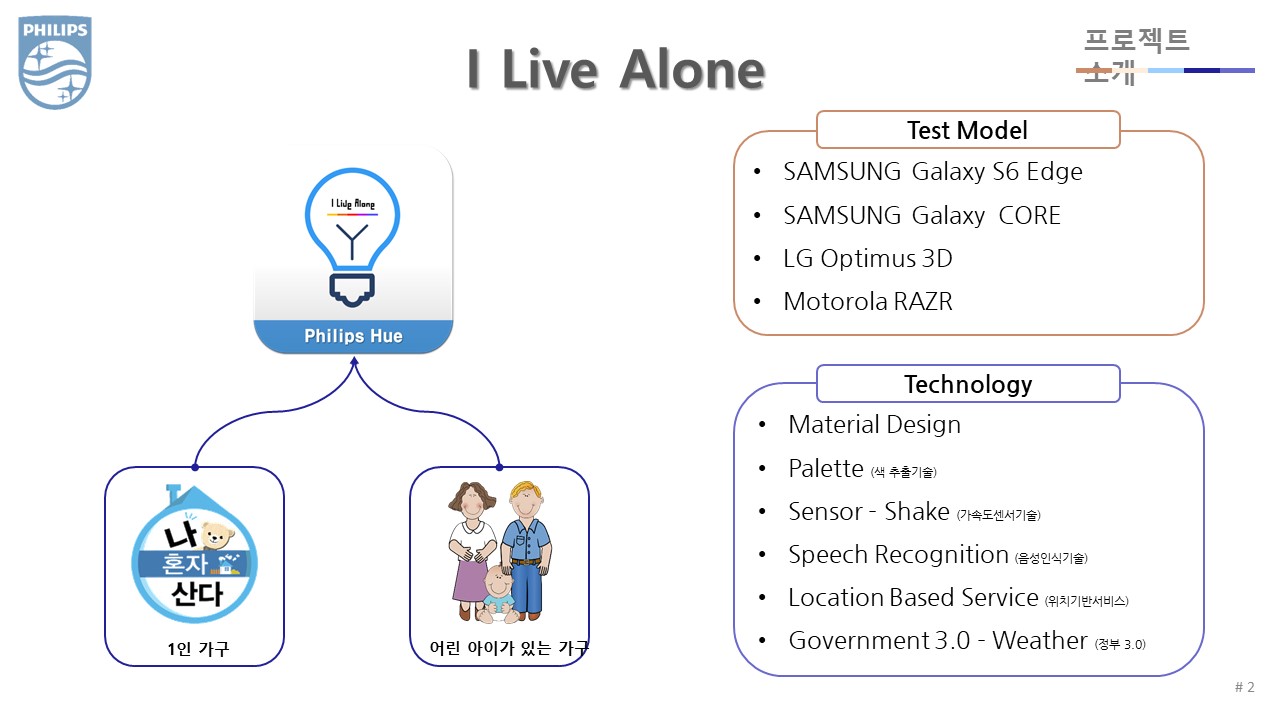 PHILIPS
I Live Alone
프로젝트
소개
I Live Alone
Philips Hue
나
혼자
산다
1인 가구
어린 아이가 있는 가구
Test Model
• SAMSUNG Galaxy S6 Edge
• SAMSUNG Galaxy CORE
• LG Optimus 3D
• Motorola RAZR
Technology
• Material Design
• Palette (색 추출기술)
• Sensor - Shake (가속도센서기술)
• Speech Recognition (음성인식기술)
• Location Based Service (위치기반서비스)
• Government 3.0 - Weather (정부 3.0)
# 2